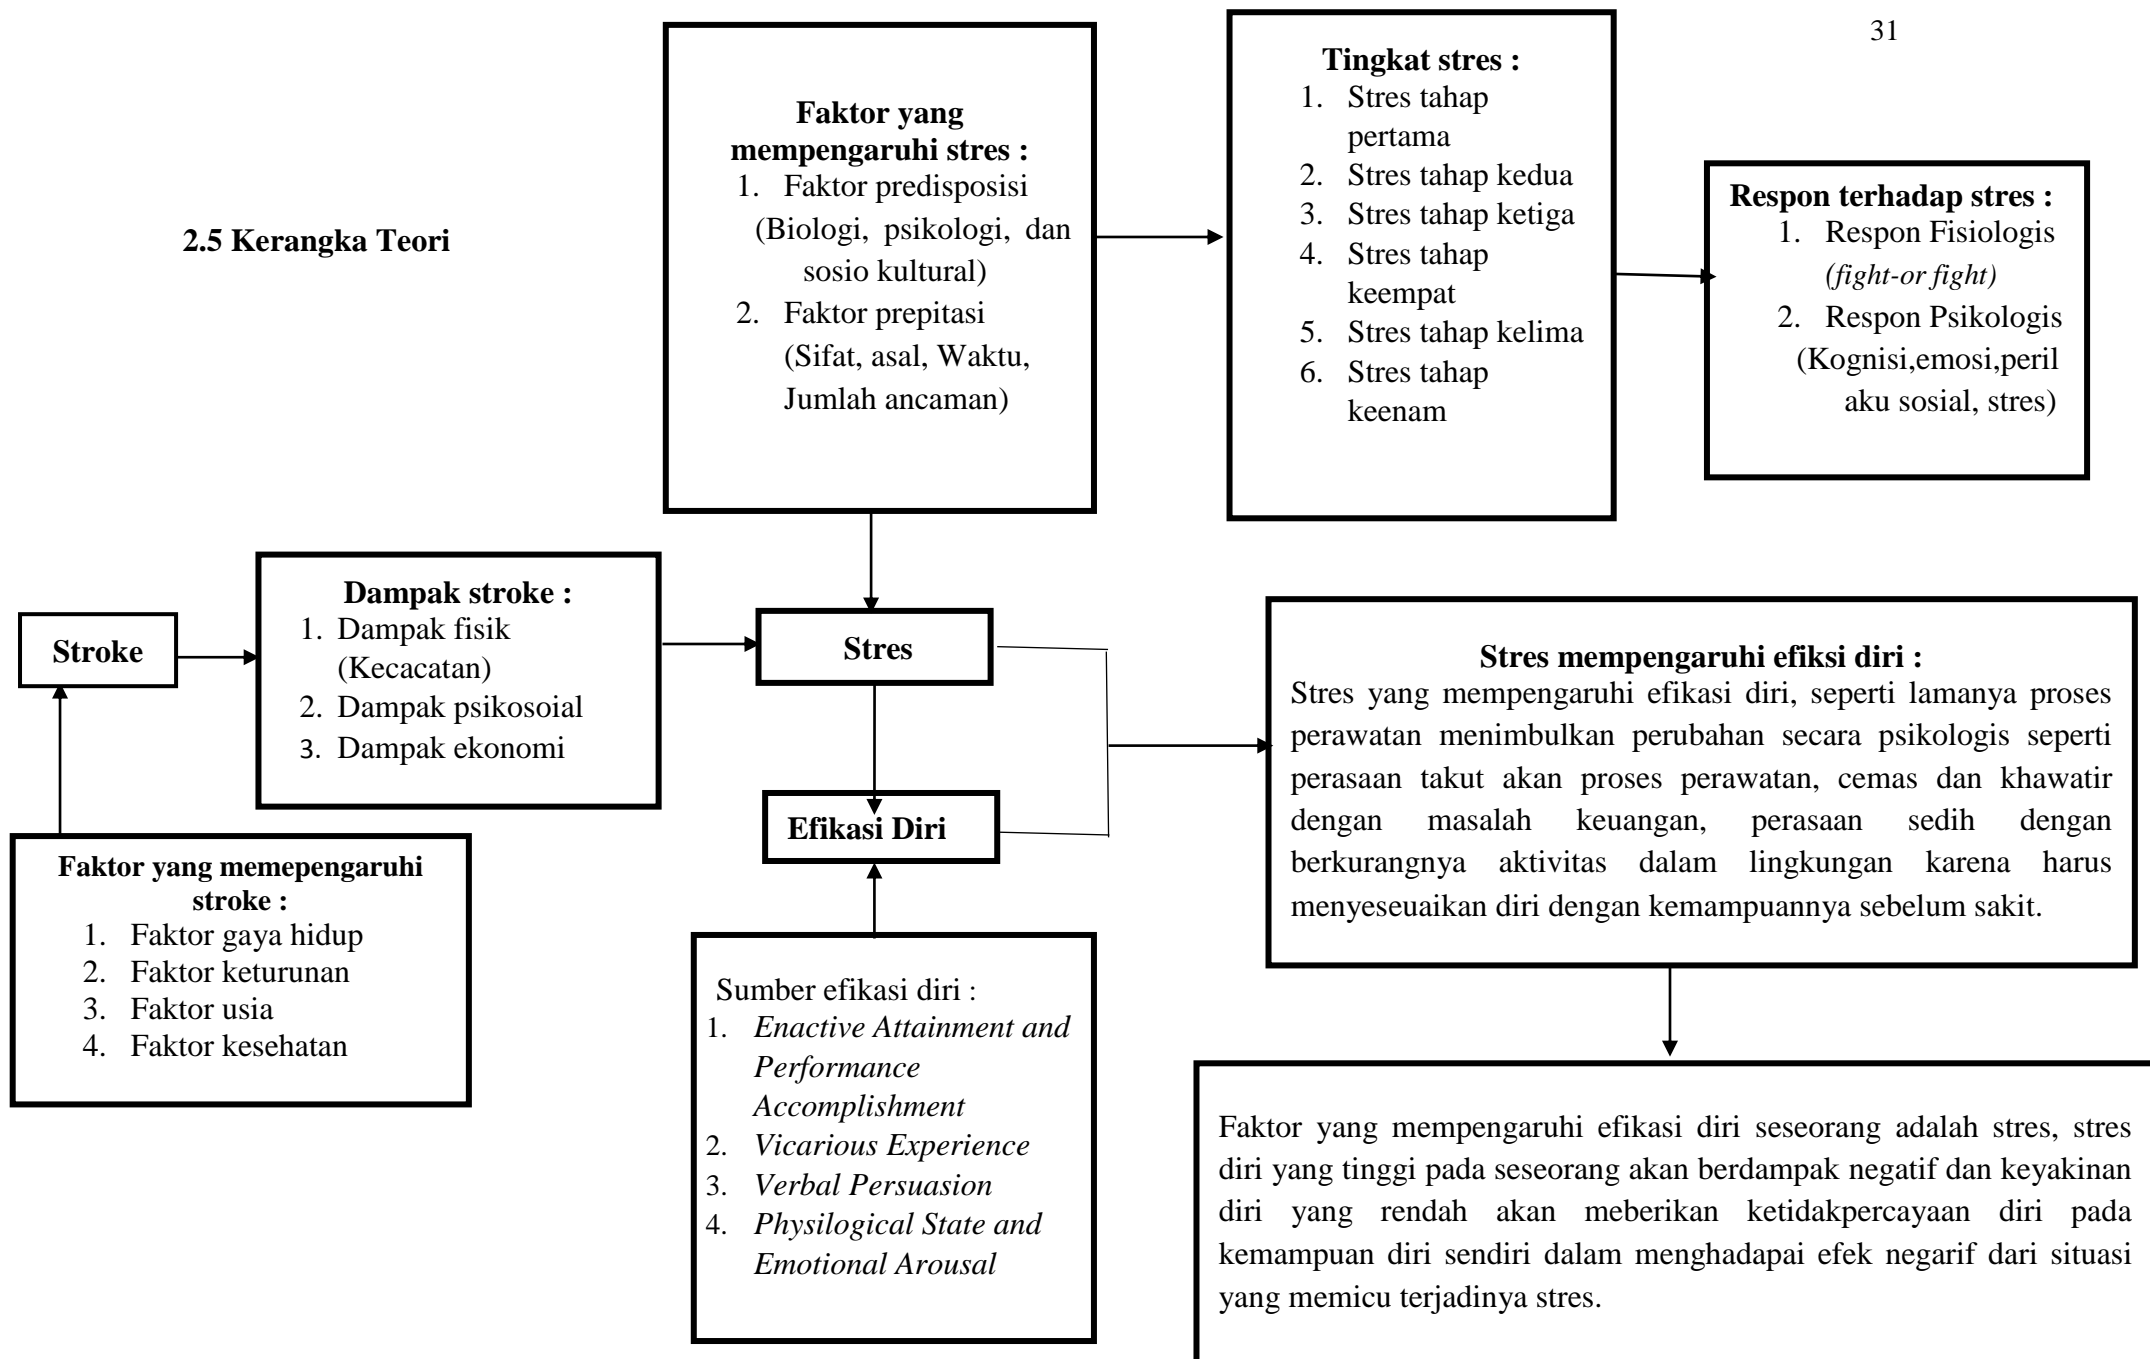 31
2.5 Kerangka Teori
Faktor yang
mempengaruhi stres :
1. Faktor predisposisi
(Biologi, psikologi, dan
sosio kultural)
2. Faktor prepitasi
(Sifat, asal, Waktu,
Jumlah ancaman)
Tingkat stres :
1. Stres tahap
pertama
2. Stres tahap kedua
3. Stres tahap ketiga
4. Stres tahap
keempat
5. Stres tahap kelima
6. Stres tahap
keenam
Respon terhadap stres :
1. Respon Fisiologis
(fight-or fight)
2. Respon Psikologis
(Kognisi,emosi,peril
aku sosial, stres)
Stroke
Dampak stroke :
1. Dampak fisik
(Kecacatan)
2. Dampak psikosoial
3. Dampak ekonomi
Stres
Efikasi Diri
Stres mempengaruhi efiksi diri :
Stres yang mempengaruhi efikasi diri, seperti lamanya proses
perawatan menimbulkan perubahan secara psikologis seperti
perasaan takut akan proses perawatan, cemas dan khawatir
dengan masalah keuangan, perasaan sedih dengan
berkurangnya aktivitas dalam lingkungan karena harus
menyeseuaikan diri dengan kemampuannya sebelum sakit.
Faktor yang memepengaruhi
stroke :
1. Faktor gaya hidup
2. Faktor keturunan
3. Faktor usia
4. Faktor kesehatan
Sumber efikasi diri :
1. Enactive Attainment and
Performance
Accomplishment
2. Vicarious Experience
3. Verbal Persuasion
4. Physilogical State and
Emotional Arousal
Faktor yang mempengaruhi efikasi diri seseorang adalah stres, stres
diri yang tinggi pada seseorang akan berdampak negatif dan keyakinan
diri yang rendah akan meberikan ketidakpercayaan diri pada
kemampuan diri sendiri dalam menghadapai efek negarif dari situasi
yang memicu terjadinya stres.